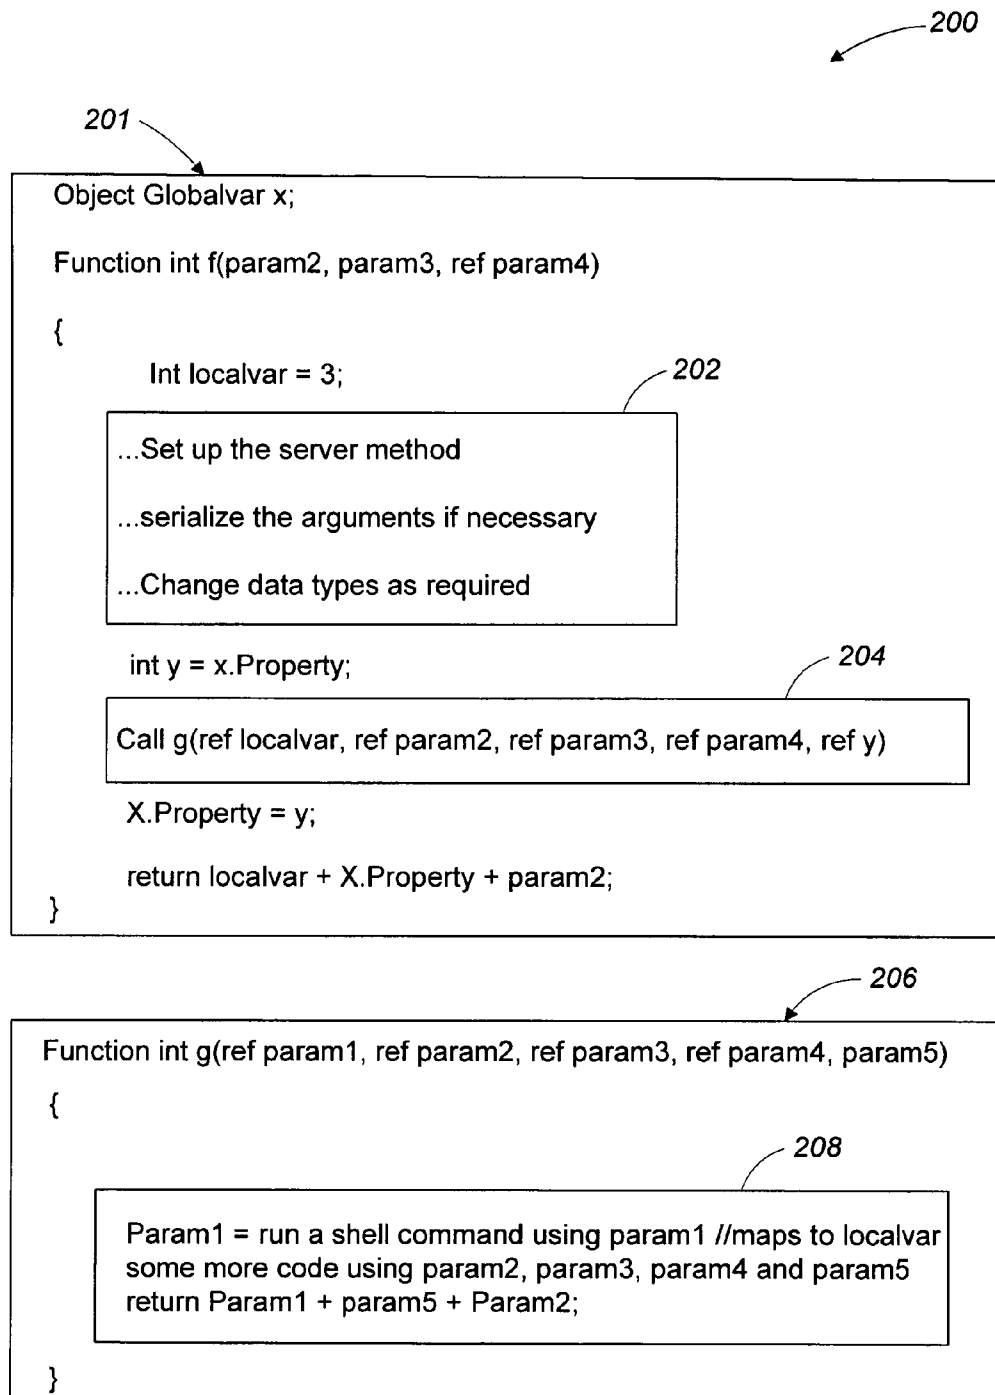 200
201
Object Globalvar x;
Function int f(param2, param3, ref param4)
{
Int localvar = 3;
202
...Set up the server method
...serialize the arguments if necessary
...Change data types as required
int y = x.Property;
204
Call g(ref localvar, ref param2, ref param3, ref param4, ref y)
X.Property = y;
return localvar + X.Property + param2;
}
206
Function int g(ref param1, ref param2, ref param3, ref param4, param5)
{
208
Param1 = run a shell command using param1 //maps to localvar
some more code using param2, param3, param4 and param5
return Param1 + param5 + Param2;
}